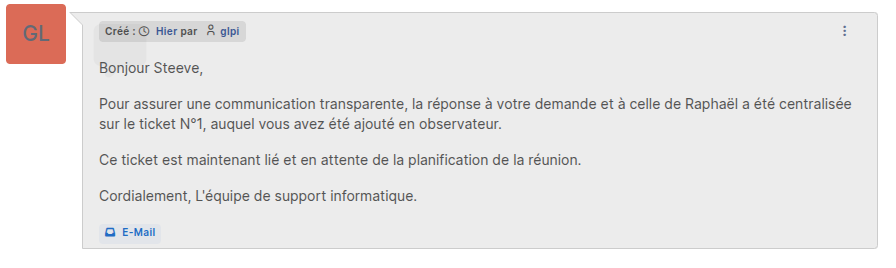 GL
Créé : Hier par glpi
Bonjour Steeve,
Pour assurer une communication transparente, la réponse à votre demande et à celle de Raphaël a été centralisée
sur le ticket N°1, auquel vous avez été ajouté en observateur.
Ce ticket est maintenant lié et en attente de la planification de la réunion.
Cordialement, L'équipe de support informatique.
E-Mail